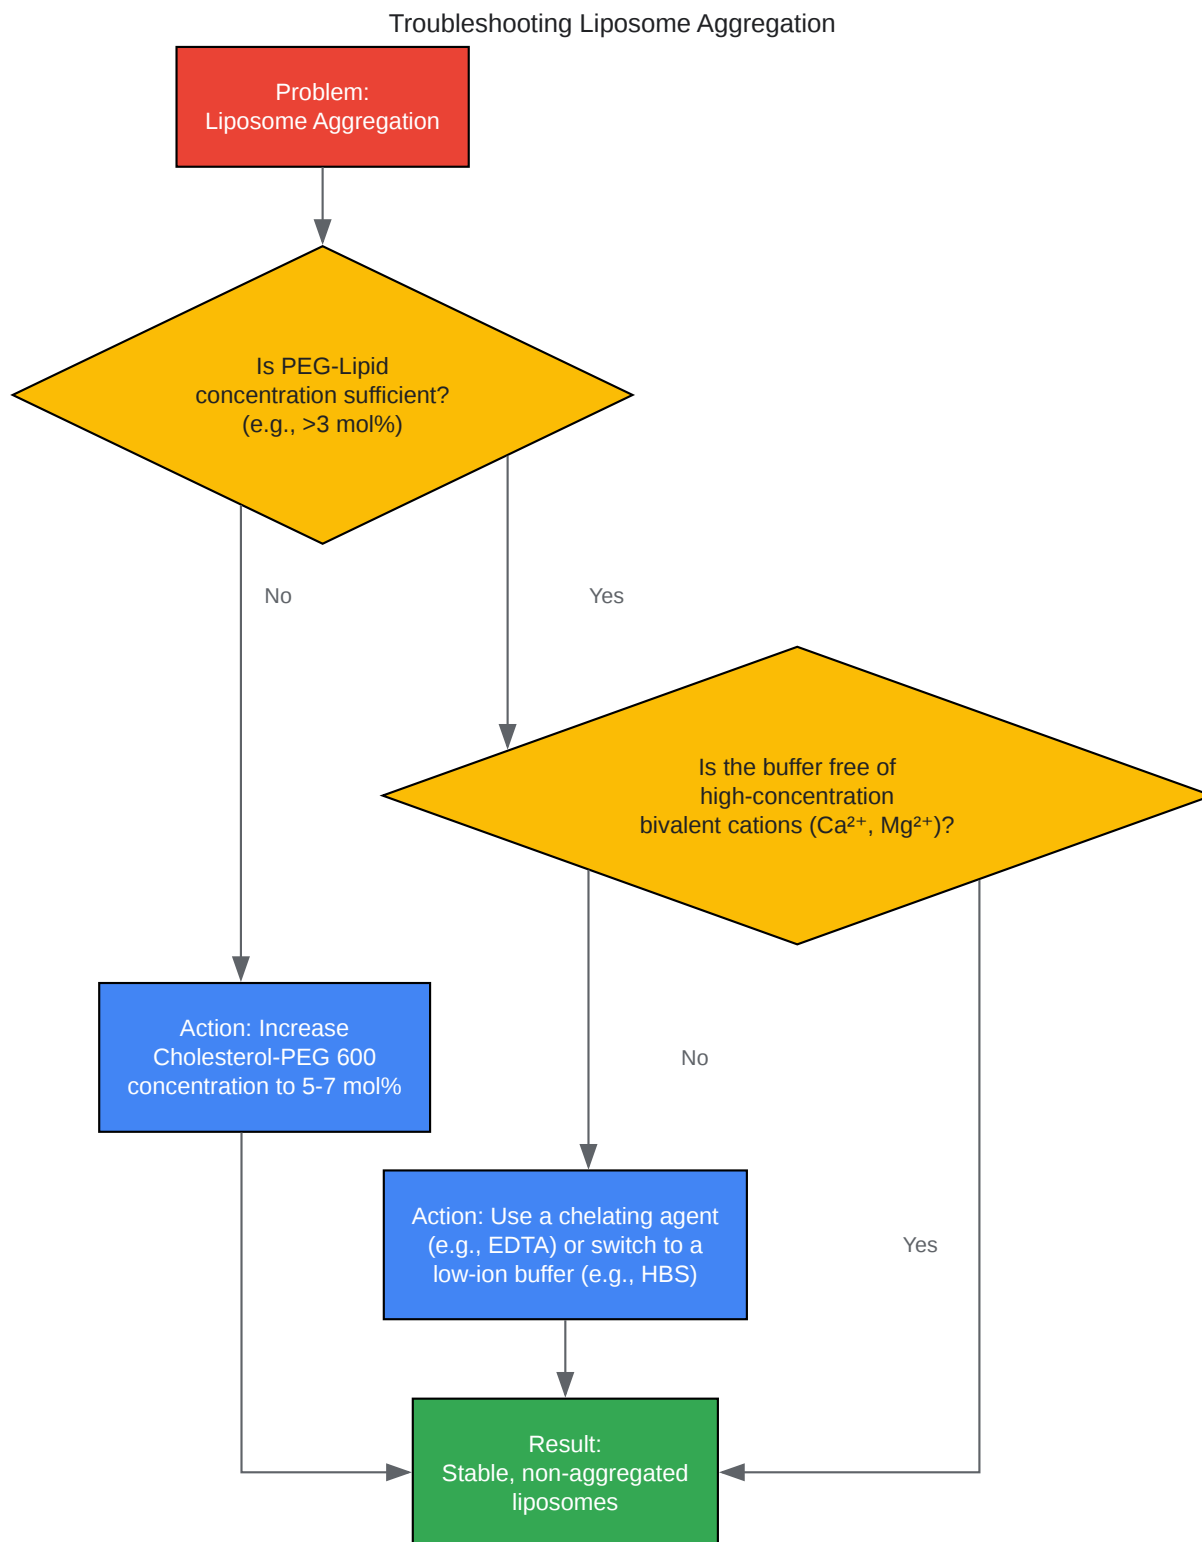 Troubleshooting Liposome Aggregation
Problem:
Liposome Aggregation
Is PEG-Lipid
concentration sufficient?
(e.g., >3 mol%)
No
Yes
Is the buffer free of
high-concentration
bivalent cations (Ca²⁺, Mg²⁺)?
Action: Increase
Cholesterol-PEG 600
concentration to 5-7 mol%
No
Action: Use a chelating agent
(e.g., EDTA) or switch to a
low-ion buffer (e.g., HBS)
Yes
Result:
Stable, non-aggregated
liposomes